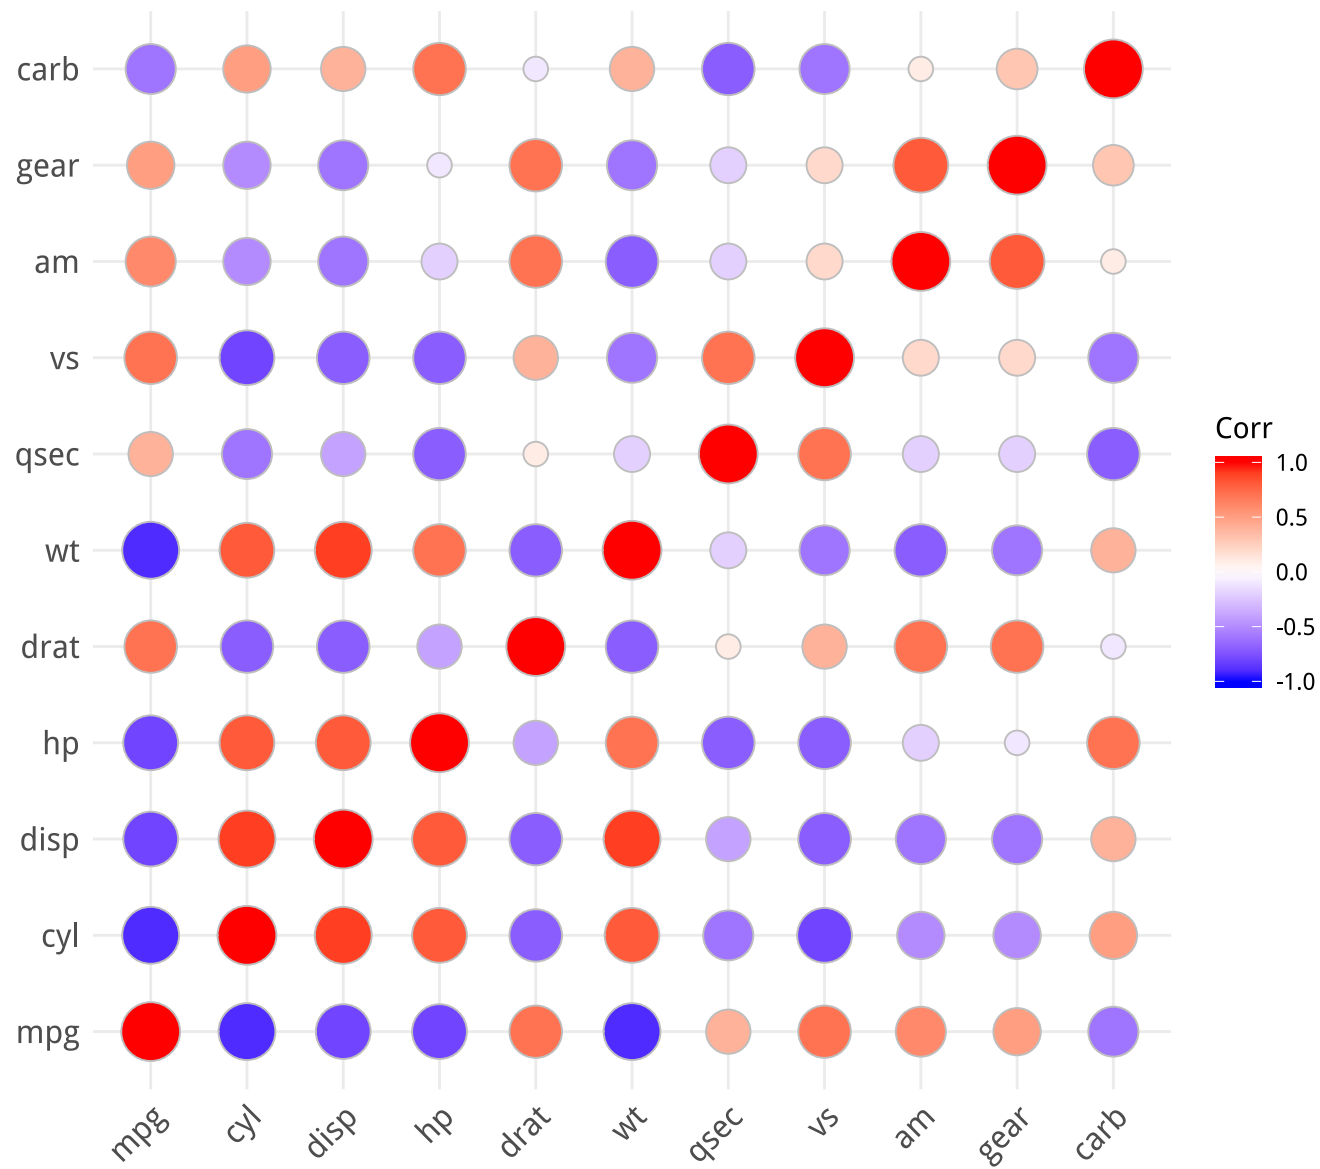 carb
gear
am
vs
qsec
wt
drat
hp
disp
cyl
mpg
mpg
cyl
disp
hp
drat
wt
qsec
vs
am
gear
carb
Corr
1.0
0.5
0.0
-0.5
-1.0